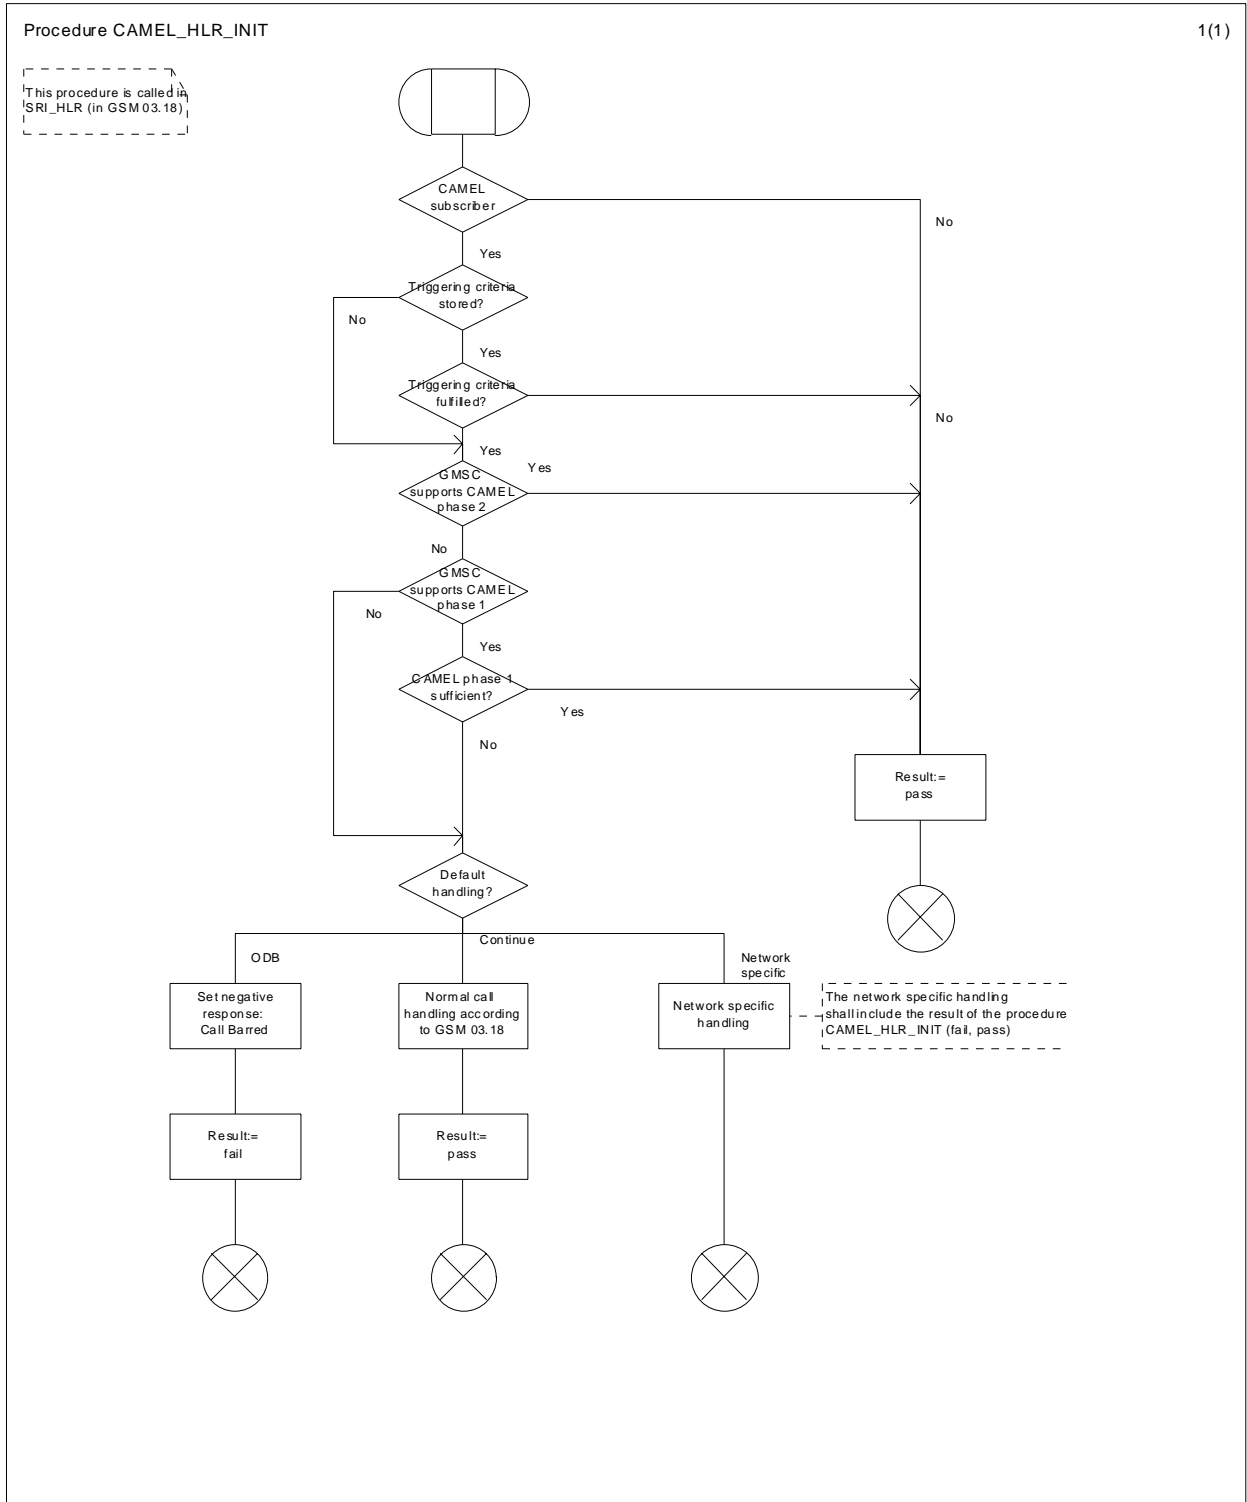 Procedure CAMEL_HLR_INIT
1(1)
This procedure is called in
SRI_HLR (in GSM 03.18)
CAMEL
subscriber
No
Yes
Triggering criteria
stored?
No
Yes
Triggering criteria
fulfilled?
No
Yes
Yes
GMSC
supports CAMEL
phase 2
No
GMSC
supports CAMEL
phase 1
No
Yes
CAMEL phase 1
sufficient?
Yes
No
Result:=
pass
Default
handling?
Continue
ODB
Network
specific
Set negative
response:
Call Barred
Normal call
handling according
to GSM 03.18
Network specific
handling
The network specific handling
shall include the result of the procedure
CAMEL_HLR_INIT (fail, pass)
Result:=
fail
Result:=
pass